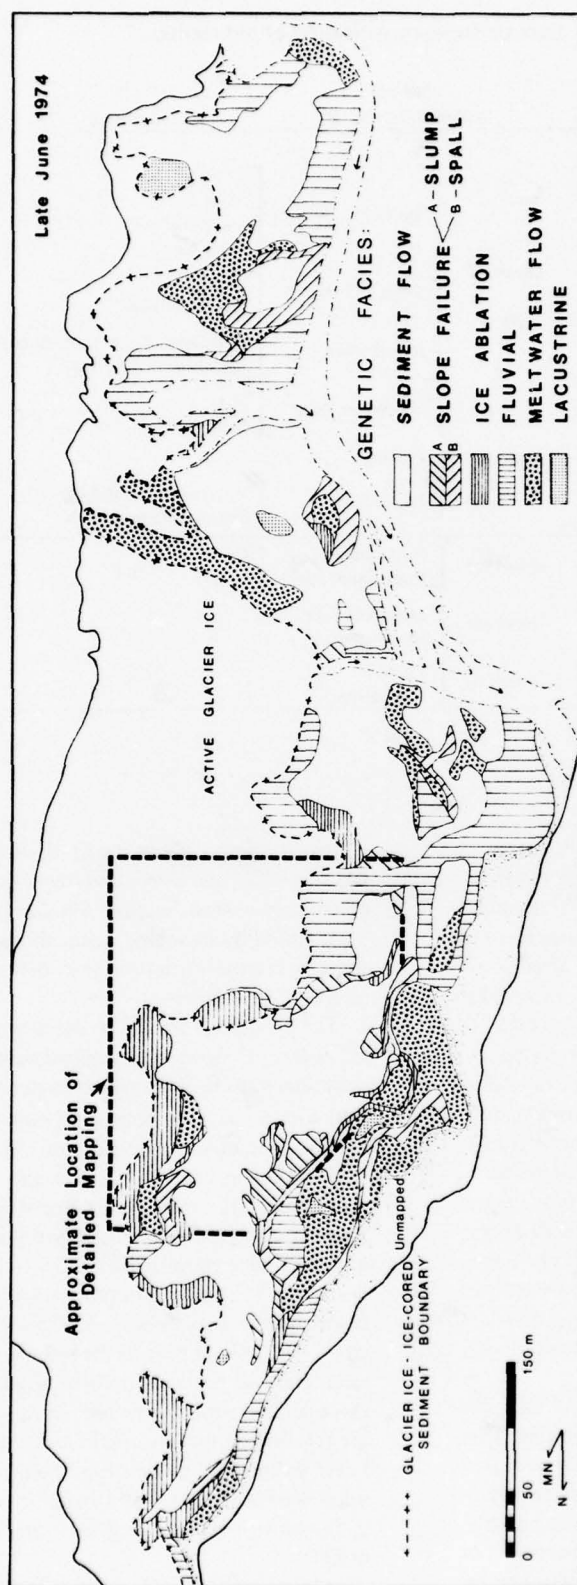 Late June 1974
Approximate Location of
Detailed Mapping
ACTIVE GLACIER ICE
GENETIC FACIES:
SEDIMENT FLOW
A
B
SLOPE FAILURE
A-SLUMP
B-SPALL
ICE ABLATION
FLUVIAL
MELTWATER FLOW
LACUSTRINE
Unmapped
GLACIER ICE - ICE-CORED
SEDIMENT BOUNDARY
0 50 150 m
N MN